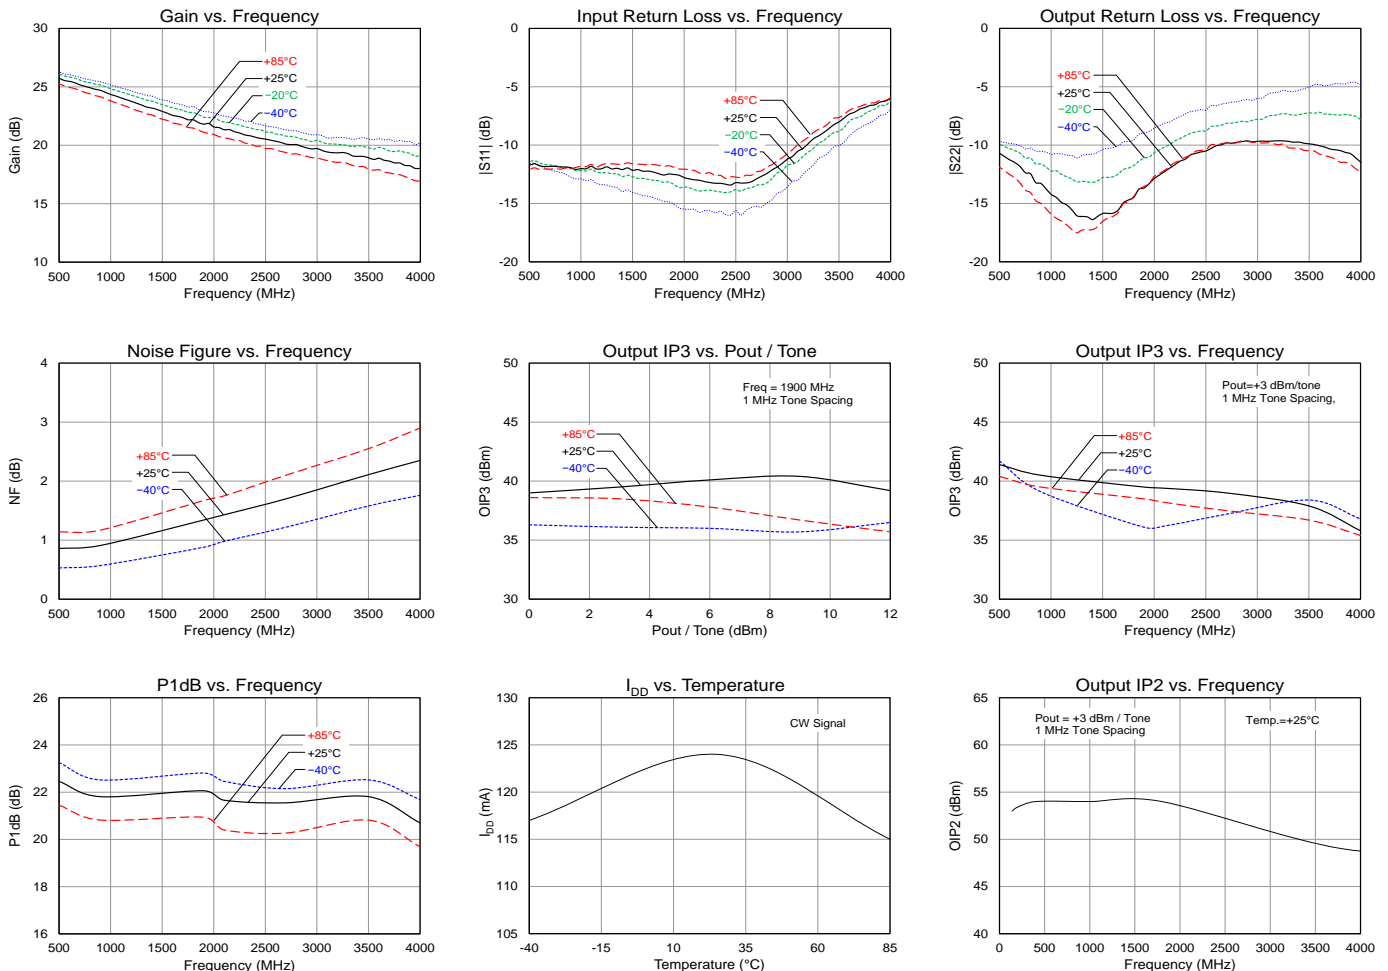 Gain vs. Frequency
30
25
20
15
10
Gain (dB)
+85°C
+25°C
−20°C
−40°C
500 1000 1500 2000 2500 3000 3500 4000
Frequency (MHz)
Input Return Loss vs. Frequency
0
-5
-10
-15
-20
|S11| (dB)
+85°C
+25°C
−20°C
−40°C
500 1000 1500 2000 2500 3000 3500 4000
Frequency (MHz)
Output Return Loss vs. Frequency
0
-5
-10
-15
-20
|S22| (dB)
+85°C
+25°C
−20°C
−40°C
500 1000 1500 2000 2500 3000 3500 4000
Frequency (MHz)
Noise Figure vs. Frequency
4
3
2
1
0
NF (dB)
+85°C
+25°C
−40°C
500 1000 1500 2000 2500 3000 3500 4000
Frequency (MHz)
Output IP3 vs. Pout / Tone
50
45
40
35
30
OIP3 (dBm)
Freq = 1900 MHz
1 MHz Tone Spacing
+85°C
+25°C
−40°C
0 2 4 6 8 10 12
Pout / Tone (dBm)
Output IP3 vs. Frequency
50
45
40
35
30
OIP3 (dBm)
Pout=+3 dBm/tone
1 MHz Tone Spacing,
+85°C
+25°C
−40°C
500 1000 1500 2000 2500 3000 3500 4000
Frequency (MHz)
P1dB vs. Frequency
26
24
22
20
18
16
P1dB (dB)
+85°C
+25°C
−40°C
500 1000 1500 2000 2500 3000 3500 4000
Frequency (MHz)
IDD vs. Temperature
130
125
120
115
110
105
IDD (mA)
CW Signal
-40 -15 10 35 60 85
Temperature (°C)
Output IP2 vs. Frequency
65
60
55
50
45
40
OIP2 (dBm)
Pout = +3 dBm / Tone
1 MHz Tone Spacing
Temp.=+25°C
0 500 1000 1500 2000 2500 3000 3500 4000
Frequency (MHz)